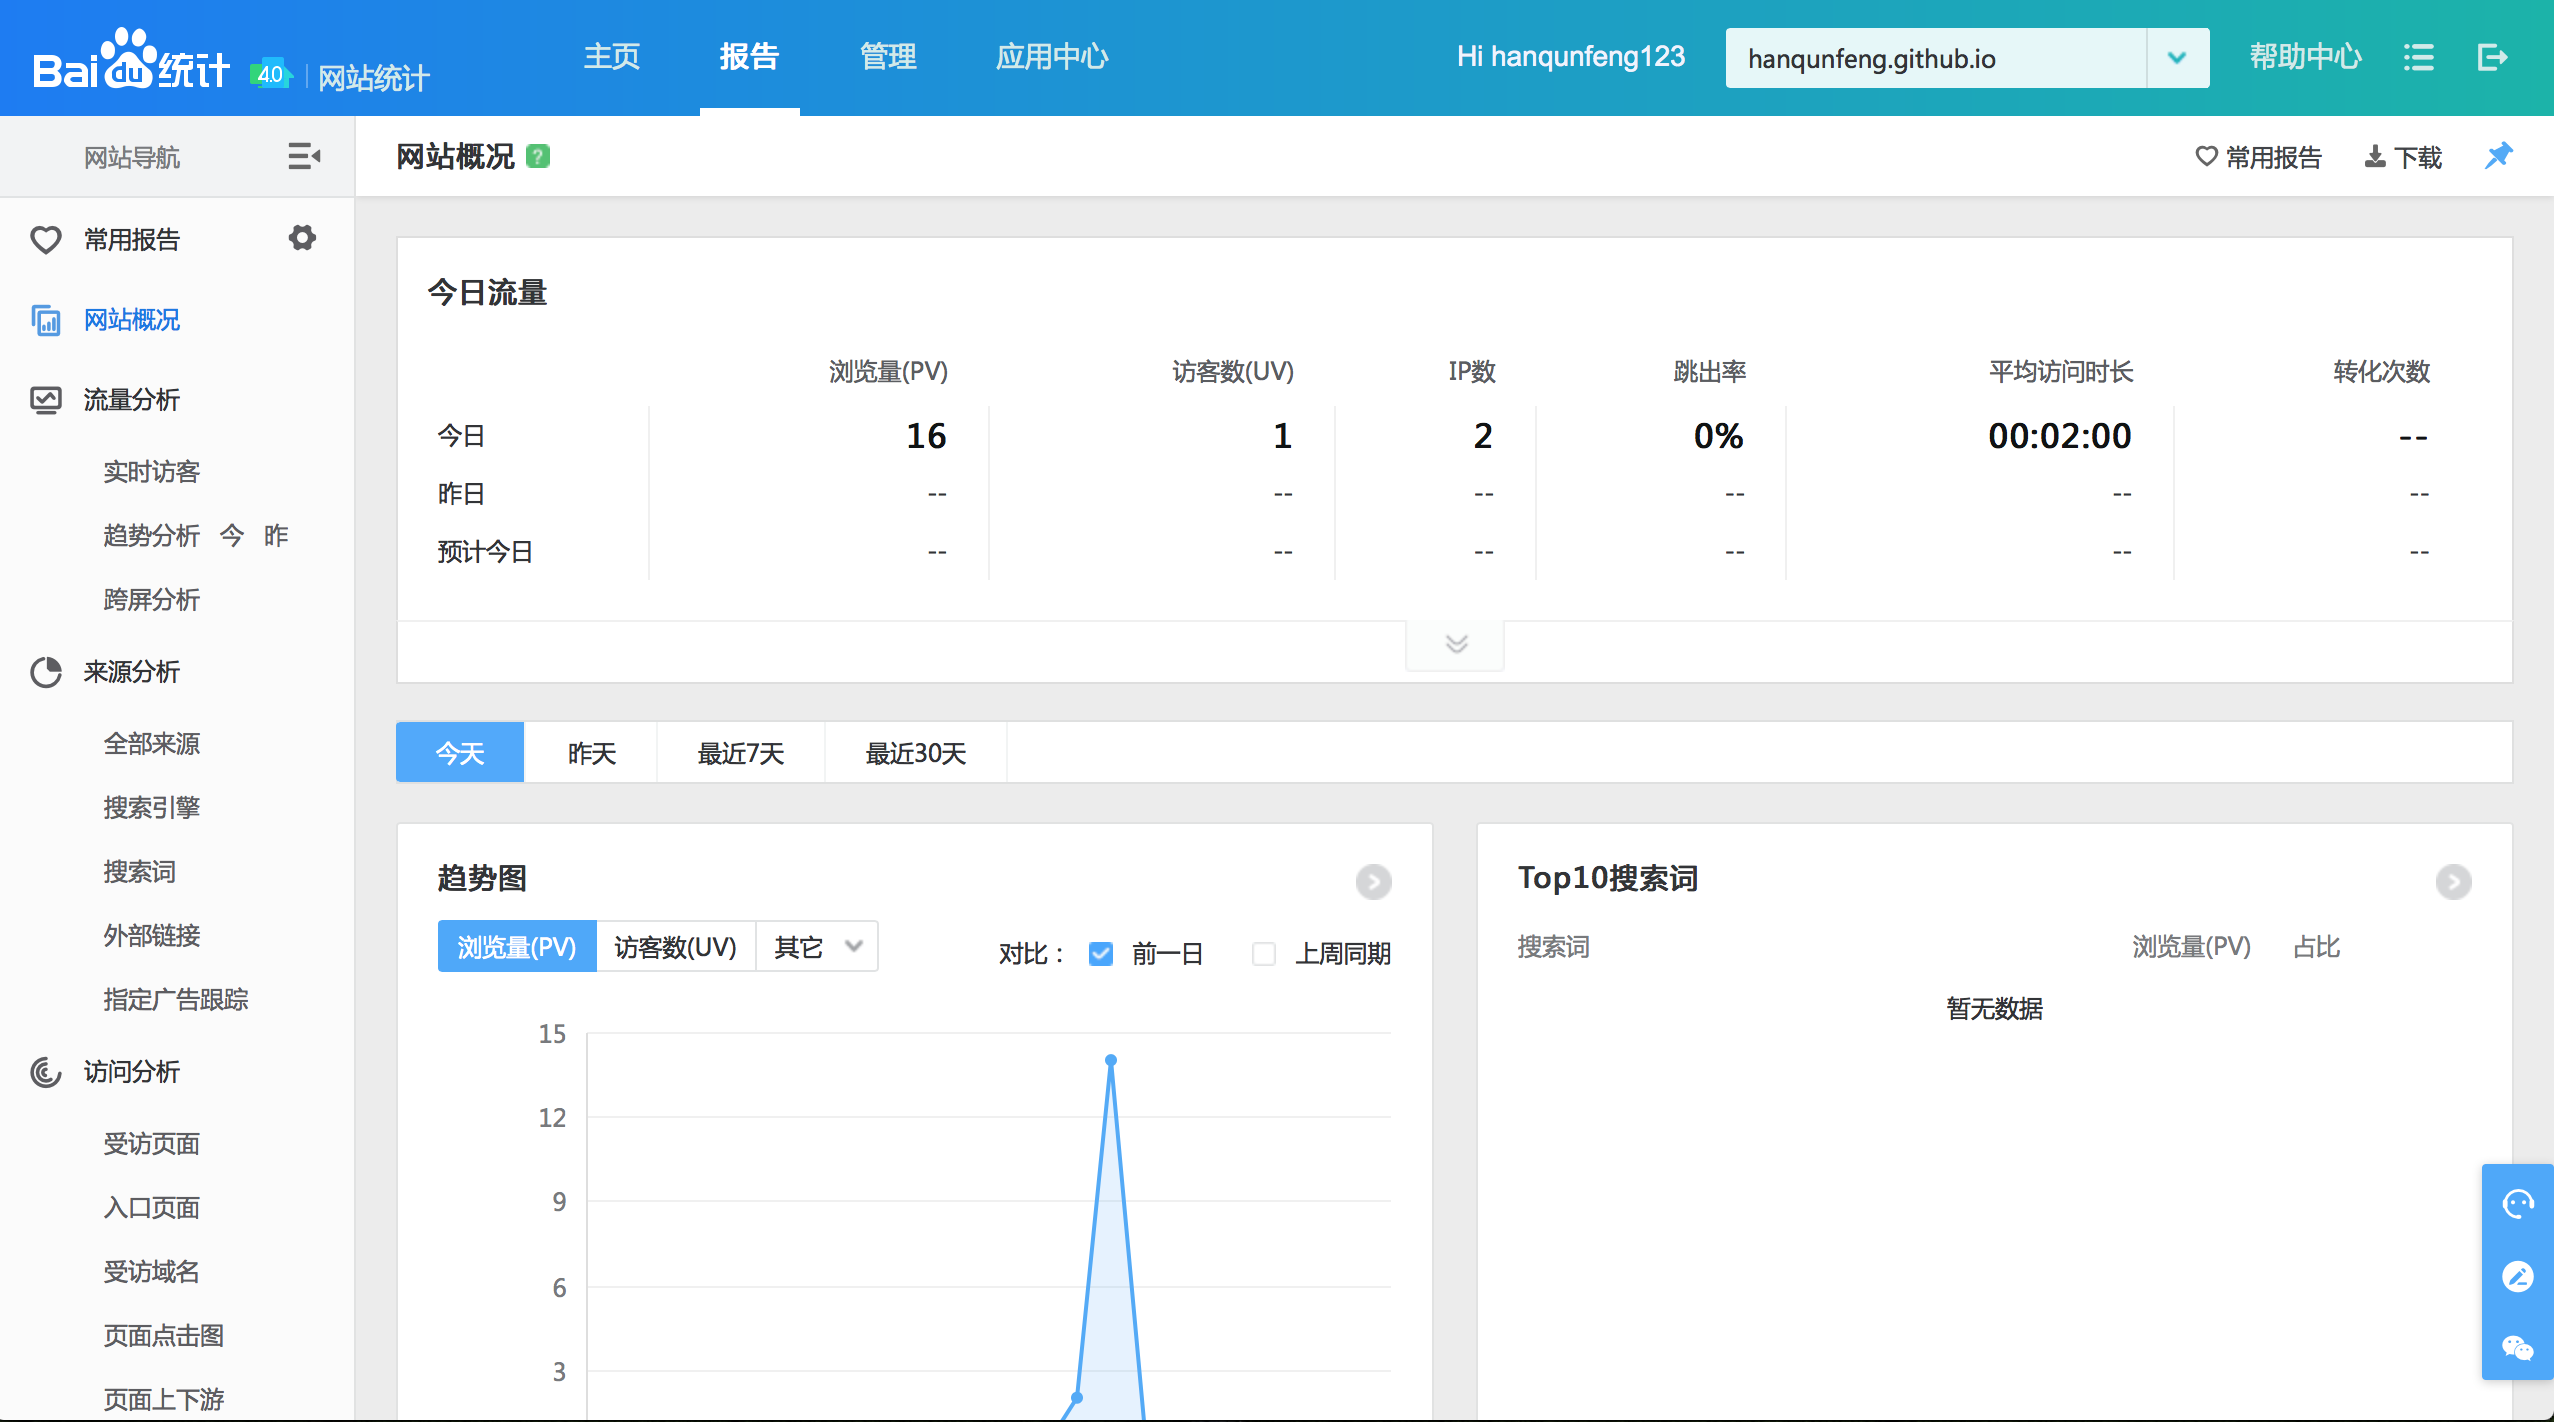 Baidu统计 4.0 网站统计
主页 报告 管理 应用中心
Hi hanqunfeng123 hanqunfeng.github.io 帮助中心
网站导航
常用报告
网站概况
流量分析
实时访客
趋势分析 今 昨
跨屏分析
来源分析
全部来源
搜索引擎
搜索词
外部链接
指定广告跟踪
访问分析
受访页面
入口页面
受访域名
页面点击图
页面上下游
网站概况 ?
常用报告 下载
今日流量
浏览量(PV) 访客数(UV) IP数 跳出率 平均访问时长 转化次数
今日 16 1 2 0% 00:02:00 --
昨日 -- -- -- -- -- --
预计今日 -- -- -- -- -- --
今天 昨天 最近7天 最近30天
趋势图
浏览量(PV) 访客数(UV) 其它
对比： 前一日 上周同期
15
12
9
6
3
Top10搜索词
搜索词 浏览量(PV) 占比
暂无数据